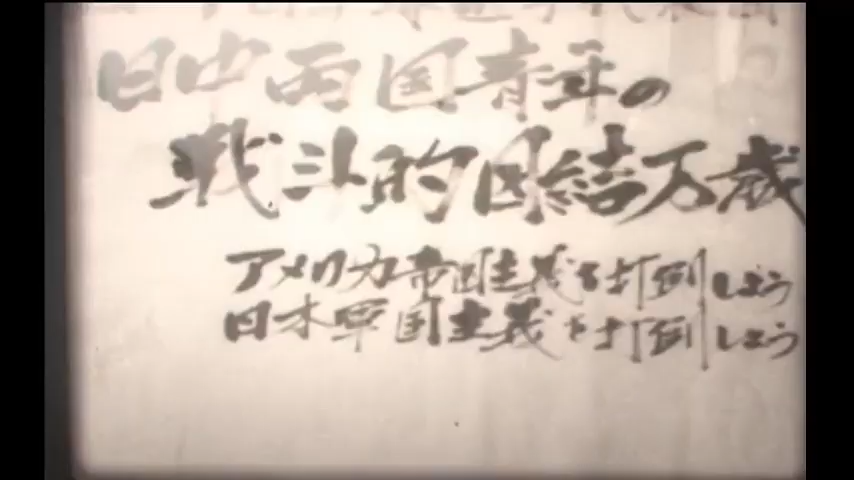 日中両国青年の
戦斗的団結万歳
アメリカ帝国主義を打倒しよう
日本軍国主義を打倒しよう